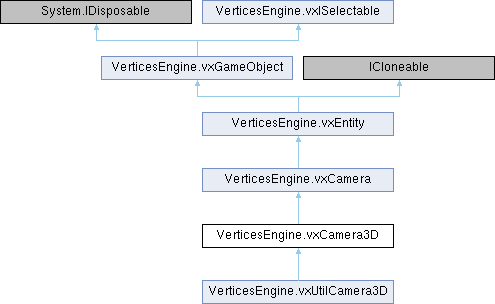 System.IDisposable
VerticesEngine.vxISelectable
VerticesEngine.vxGameObject
ICloneable
VerticesEngine.vxEntity
VerticesEngine.vxCamera
VerticesEngine.vxCamera3D
VerticesEngine.vxUtilCamera3D